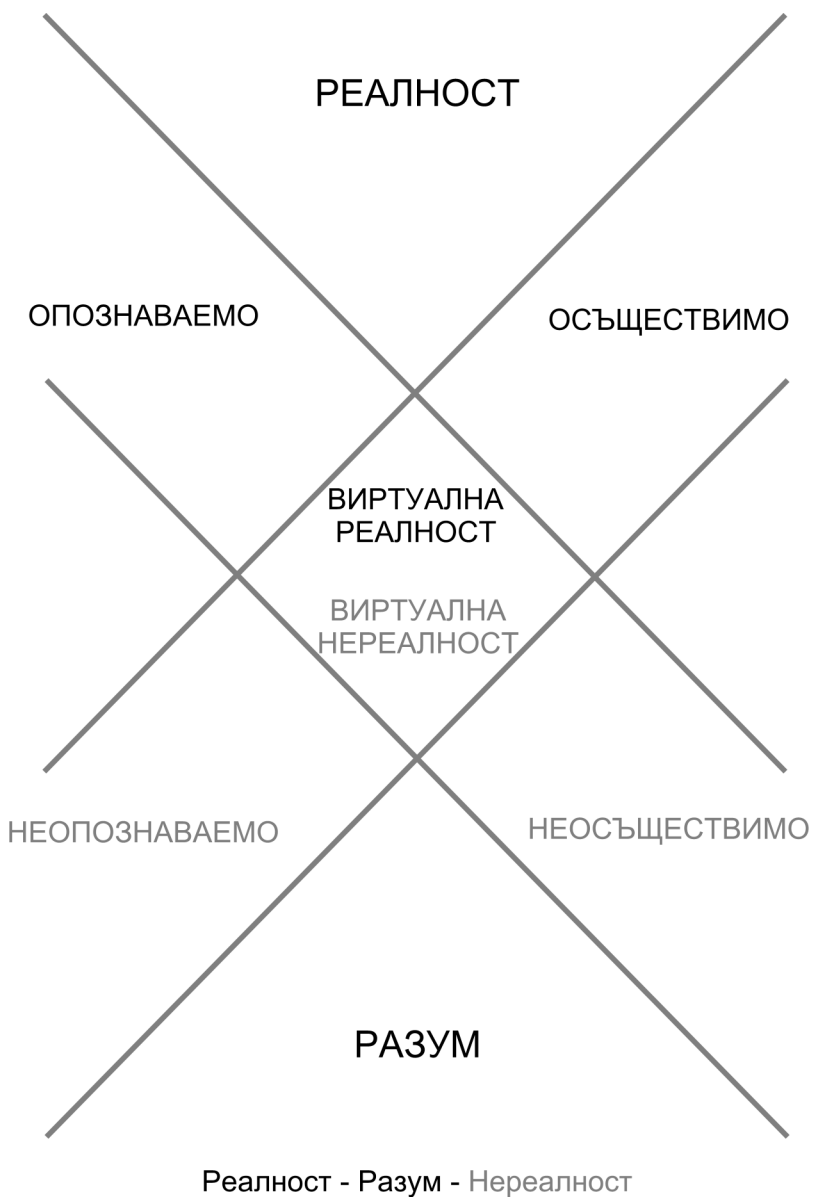 РЕАЛНОСТ
ОПОЗНАВАЕМО
ОСЪЩЕСТВИМО
ВИРТУАЛНА
РЕАЛНОСТ
ВИРТУАЛНА
НЕРЕАЛНОСТ
НЕОПОЗНАВАЕМО
НЕОСЪЩЕСТВИМО
РАЗУМ
Реалност - Разум - Нереалност